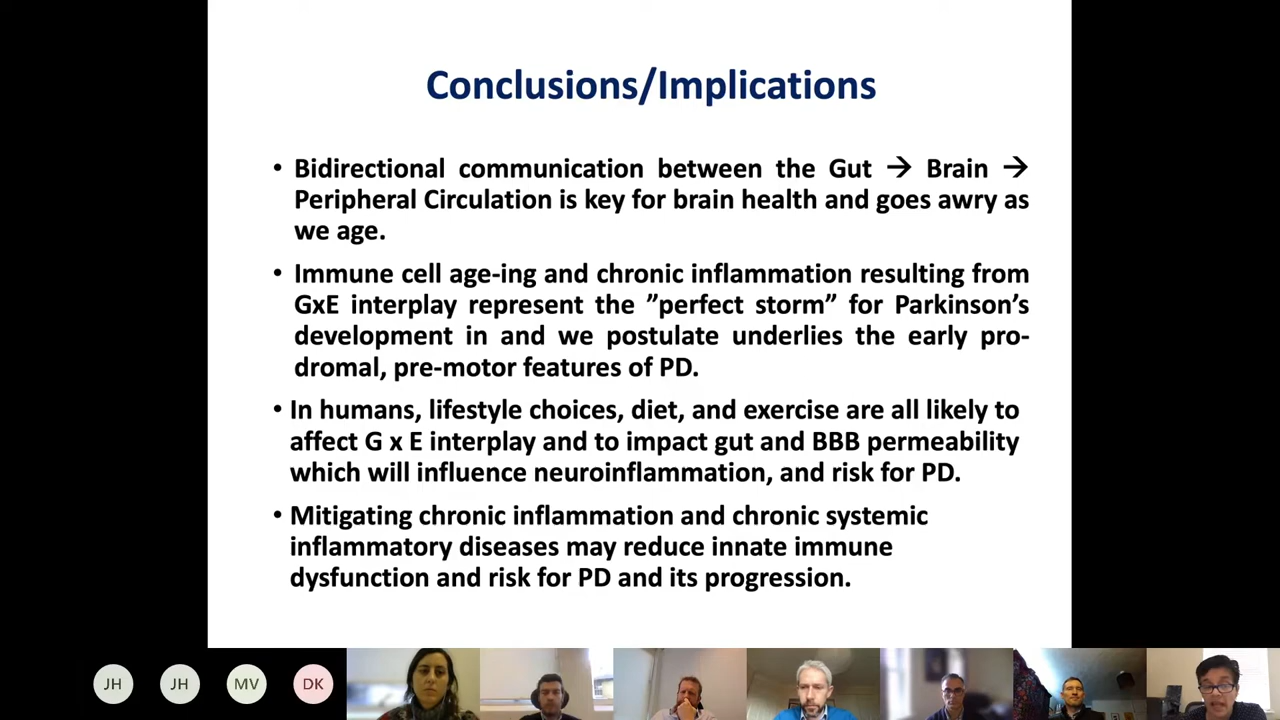 Conclusions/Implications
• Bidirectional communication between the Gut → Brain →
Peripheral Circulation is key for brain health and goes awry as
we age.
• Immune cell age-ing and chronic inflammation resulting from
GxE interplay represent the ”perfect storm” for Parkinson’s
development in and we postulate underlies the early pro-
dromal, pre-motor features of PD.
• In humans, lifestyle choices, diet, and exercise are all likely to
affect G x E interplay and to impact gut and BBB permeability
which will influence neuroinflammation, and risk for PD.
• Mitigating chronic inflammation and chronic systemic
inflammatory diseases may reduce innate immune
dysfunction and risk for PD and its progression.
JH
JH
MV
DK